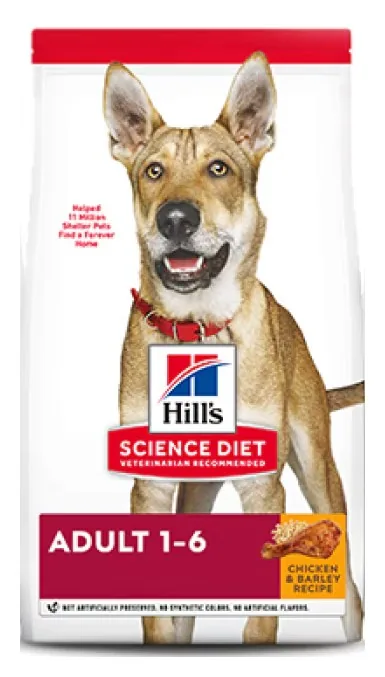 Helped
11 Million
Shelter Pets
Find a Forever
Home
Hill's
SCIENCE DIET
VETERINARIAN RECOMMENDED
ADULT 1-6
CHICKEN
& BARLEY
RECIPE
NOT ARTIFICIALLY PRESERVED. NO SYNTHETIC COLORS. NO ARTIFICIAL FLAVORS.